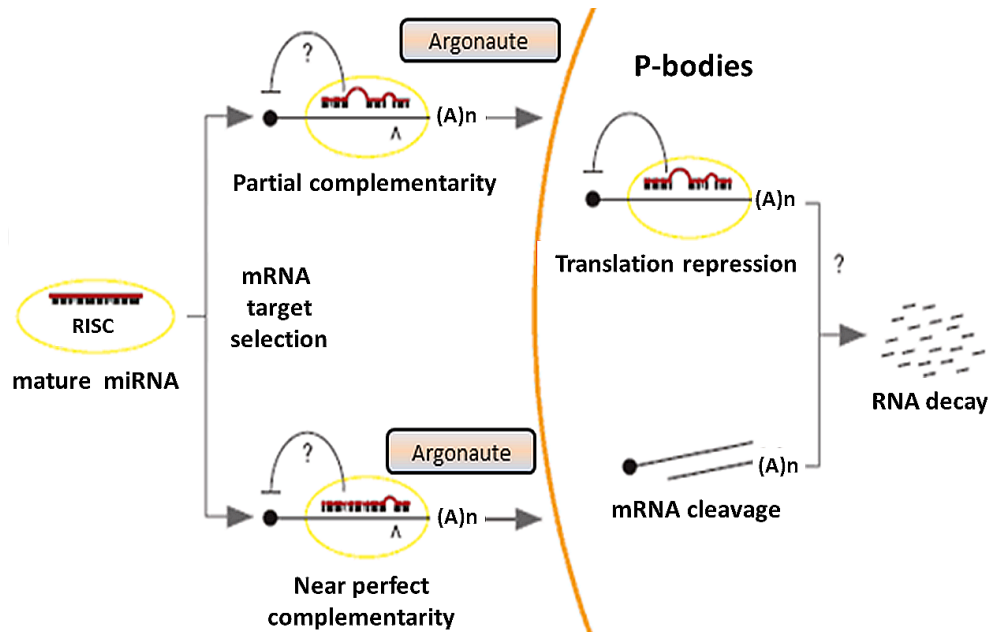 Argonaute
?
(A)n
^
Partial complementarity
P-bodies
(A)n
Translation repression
?
mRNA
target
selection
RISC
mature miRNA
RNA decay
Argonaute
?
(A)n
^
Near perfect
complementarity
(A)n
mRNA cleavage